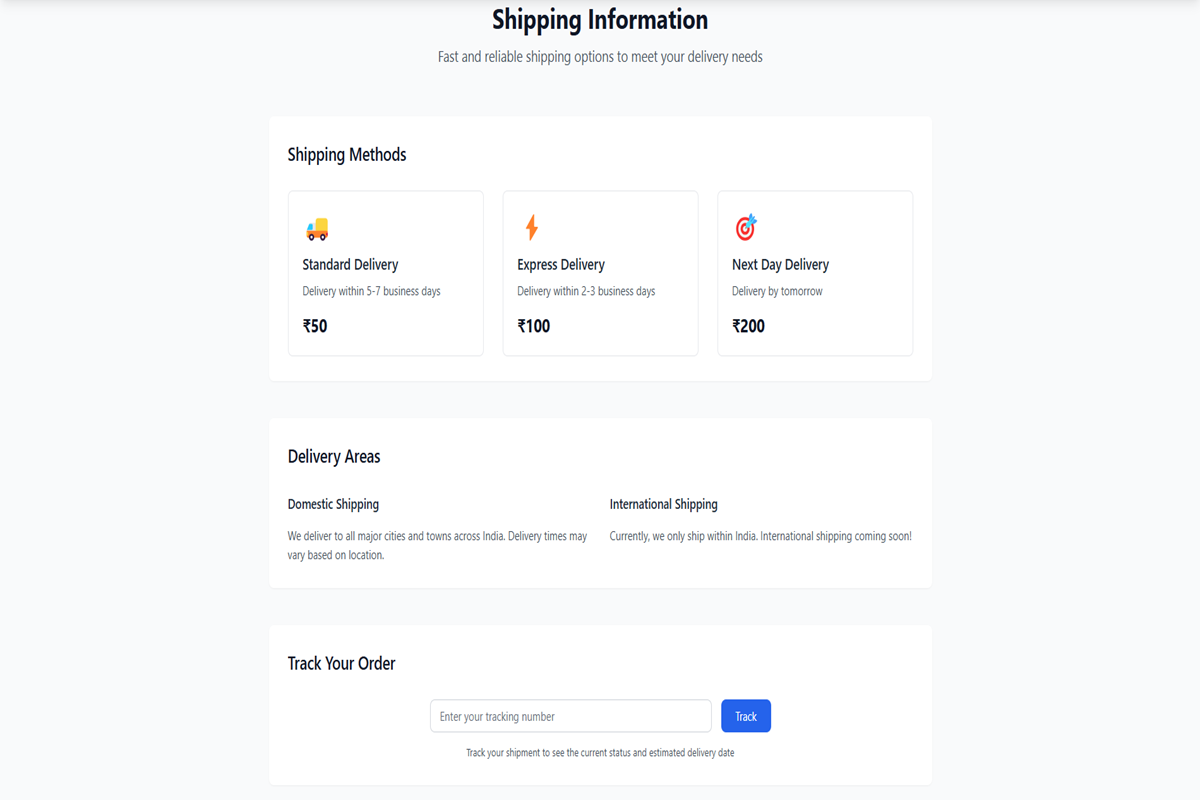 Shipping Information
Fast and reliable shipping options to meet your delivery needs
Shipping Methods
Standard Delivery
Delivery within 5-7 business days
₹50
Express Delivery
Delivery within 2-3 business days
₹100
Next Day Delivery
Delivery by tomorrow
₹200
Delivery Areas
Domestic Shipping
We deliver to all major cities and towns across India. Delivery times may
vary based on location.
International Shipping
Currently, we only ship within India. International shipping coming soon!
Track Your Order
Enter your tracking number
Track
Track your shipment to see the current status and estimated delivery date